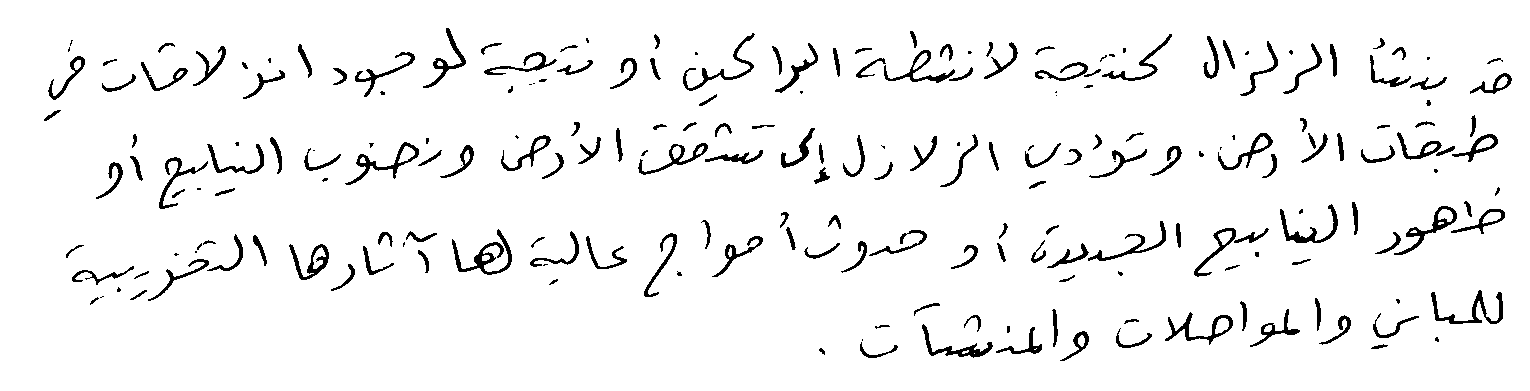 قد ينشأ الزلزال كنتيجة لأنشطة البراكين أو نتيجة لوجود انزلاقات في
طبقات الأرض. وتؤدي الزلازل إلى تشقق الأرض ونضوب الينابيع أو
ظهور الينابيع الجديدة أو حدوث أمواج عالية لها آثارها التخريبية
للمباني والمواصلات والمنشآت.